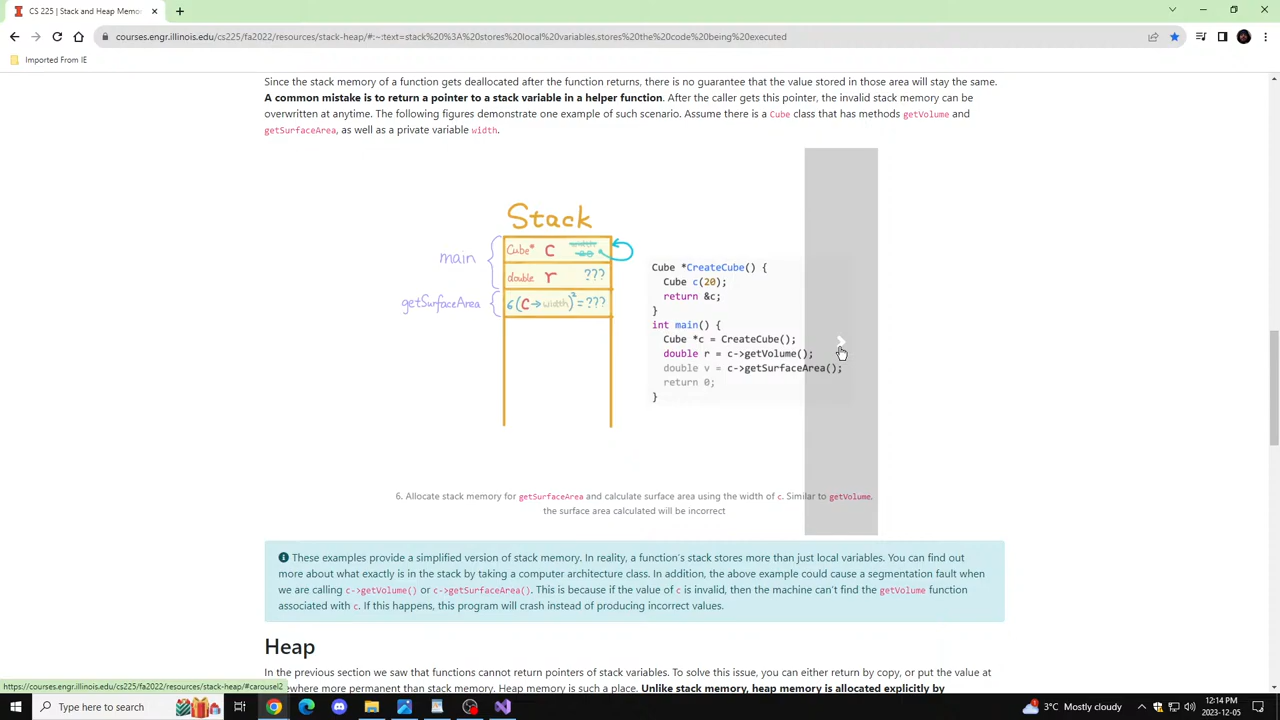 CS 225 | Stack and Heap Memo
courses.engr.illinois.edu/cs225/fa2022/resources/stack-heap/#:~:text=stack%20%3A%20stores%20local%20variables,stores%20the%20code%20being%20executed
Imported From IE
Since the stack memory of a function gets deallocated after the function returns, there is no guarantee that the value stored in those area will stay the same.
A common mistake is to return a pointer to a stack variable in a helper function. After the caller gets this pointer, the invalid stack memory can be
overwritten at anytime. The following figures demonstrate one example of such scenario. Assume there is a Cube class that has methods getVolume and
getSurfaceArea, as well as a private variable width.
Stack
main
Cube* c width 20
double r ???
getSurfaceArea
6(c→width)²=???
Cube *CreateCube() {
Cube c(20);
return &c;
}
int main() {
Cube *c = CreateCube();
double r = c->getVolume();
double v = c->getSurfaceArea();
return 0;
}
6. Allocate stack memory for getSurfaceArea and calculate surface area using the width of c. Similar to getVolume,
the surface area calculated will be incorrect
These examples provide a simplified version of stack memory. In reality, a function's stack stores more than just local variables. You can find out
more about what exactly is in the stack by taking a computer architecture class. In addition, the above example could cause a segmentation fault when
we are calling c->getVolume() or c->getSurfaceArea(). This is because if the value of c is invalid, then the machine can't find the getVolume function
associated with c. If this happens, this program will crash instead of producing incorrect values.
Heap
In the previous section we saw that functions cannot return pointers of stack variables. To solve this issue, you can either return by copy, or put the value at
where more permanent than stack memory. Heap memory is such a place. Unlike stack memory, heap memory is allocated explicitly by
https://courses.engr.illinois.edu/cs225/fa2022/resources/stack-heap/#carousel2
Type here to search
3°C Mostly cloudy
12:14 PM
2023-12-05